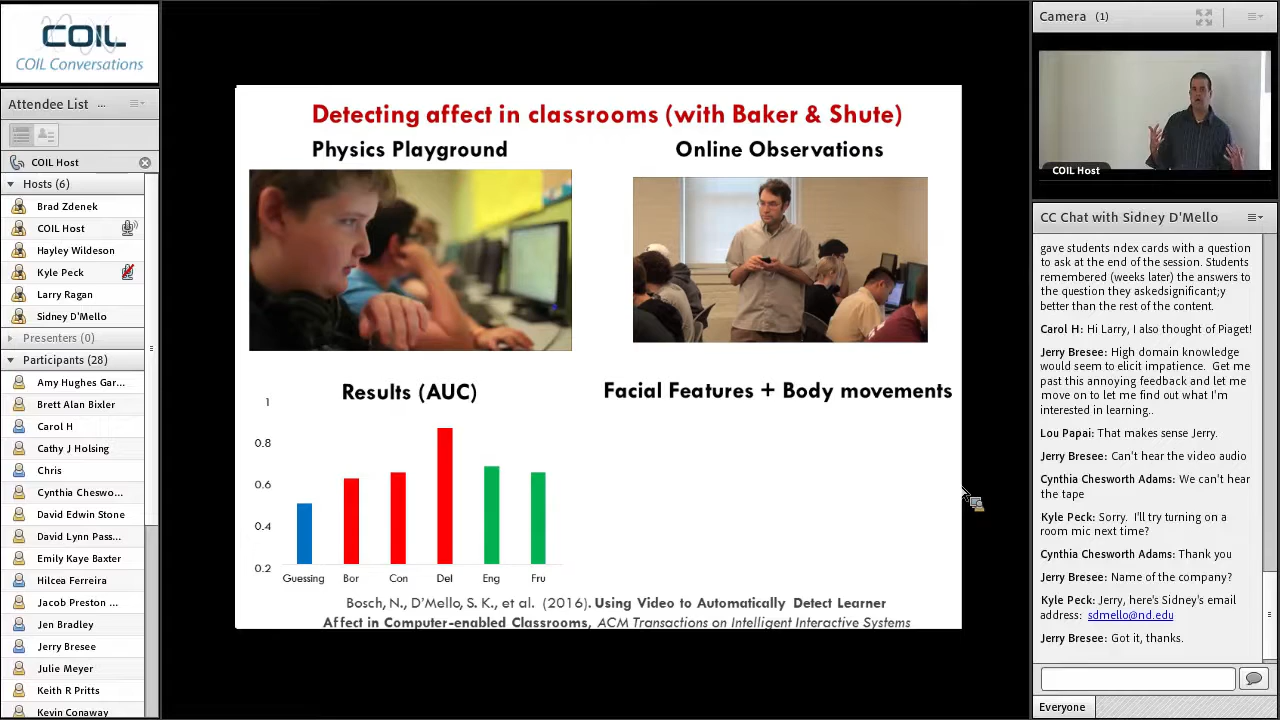 COIL
COIL Conversations
Attendee List ...
COIL Host
Hosts (6)
Brad Zdenek
COIL Host
Hayley Wildeson
Kyle Peck
Larry Ragan
Sidney D'Mello
Presenters (0)
Participants (28)
Amy Hughes Gar...
Brett Alan Bixler
Carol H
Cathy J Holsing
Chris
Cynthia Cheswo...
David Edwin Stone
David Lynn Pass...
Emily Kaye Baxter
Hilcea Ferreira
Jacob Preston ...
Jen Bradley
Jerry Bresee
Julie Meyer
Keith R Pritts
Kevin Conaway
Detecting affect in classrooms (with Baker & Shute)
Physics Playground
Online Observations
Results (AUC)
Facial Features + Body movements
1
0.8
0.6
0.4
0.2
Guessing Bor Con Del Eng Fru
Bosch, N., D'Mello, S. K., et al. (2016). Using Video to Automatically Detect Learner
Affect in Computer-enabled Classrooms, ACM Transactions on Intelligent Interactive Systems
Camera (1)
COIL Host
CC Chat with Sidney D'Mello
gave students ndex cards with a question
to ask at the end of the session. Students
remembered (weeks later) the answers to
the question they askedsignificant;y
better than the rest of the content.
Carol H: Hi Larry, I also thought of Piaget!
Jerry Bresee: High domain knowledge
would seem to elicit impatience. Get me
past this annoying feedback and let me
move on to let me find out what I'm
interested in learning..
Lou Papai: That makes sense Jerry.
Jerry Bresee: Can't hear the video audio
Cynthia Chesworth Adams: We can't hear
the tape
Kyle Peck: Sorry. I'll try turning on a
room mic next time?
Cynthia Chesworth Adams: Thank you
Jerry Bresee: Name of the company?
Kyle Peck: Jerry, here's Sidney's email
address: sdmello@nd.edu
Jerry Bresee: Got it, thanks.
Everyone